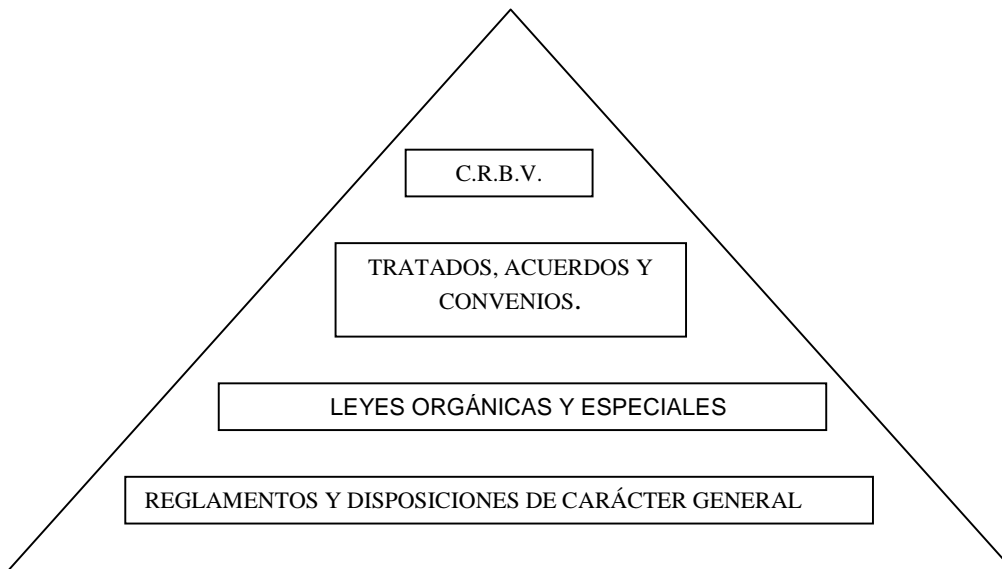 C.R.B.V.
TRATADOS, ACUERDOS Y
CONVENIOS.
LEYES ORGÁNICAS Y ESPECIALES
REGLAMENTOS Y DISPOSICIONES DE CARÁCTER GENERAL